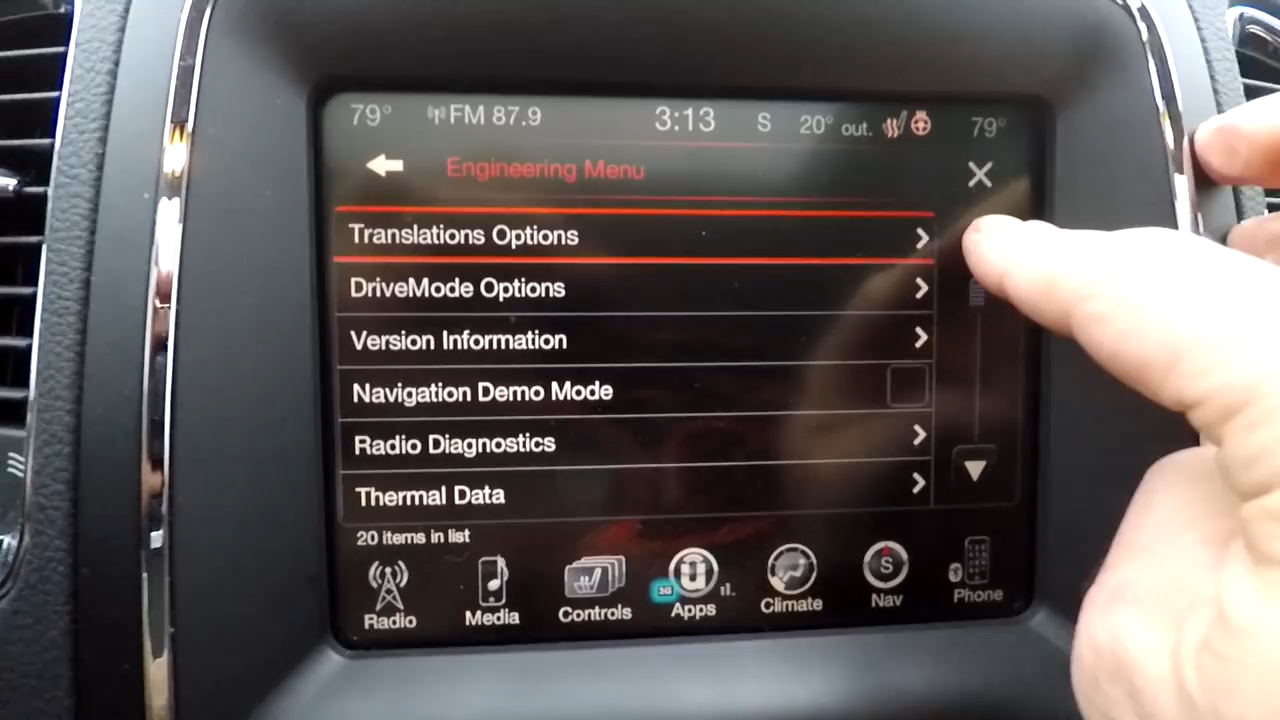 79° FM 87.9 3:13 S 20° out. 79°
Engineering Menu
Translations Options
DriveMode Options
Version Information
Navigation Demo Mode
Radio Diagnostics
Thermal Data
20 items in list
3G S
Radio Media Controls Apps Climate Nav Phone